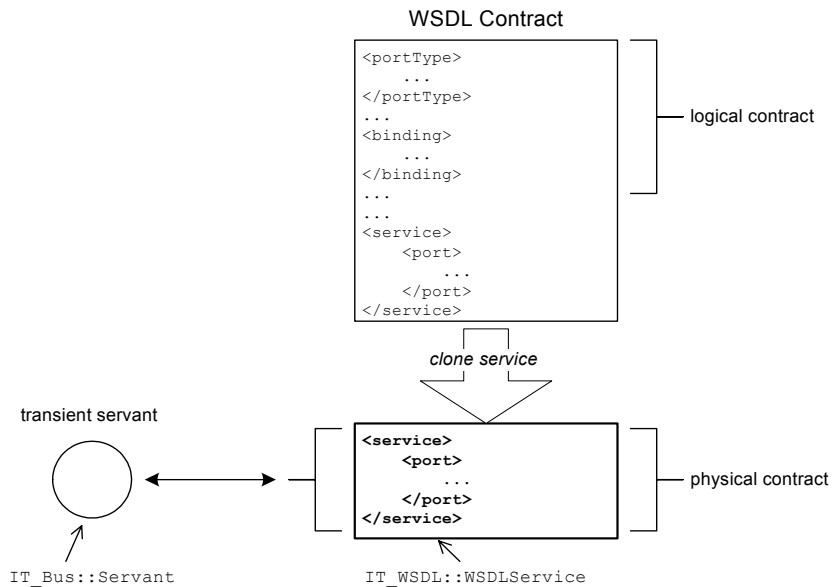 WSDL Contract
<portType>
    ...
</portType>
...
<binding>
    ...
</binding>
...
...
<service>
    <port>
        ...
    </port>
</service>
logical contract
clone service
transient servant
<service>
    <port>
        ...
    </port>
</service>
physical contract
IT_Bus::Servant
IT_WSDL::WSDLService